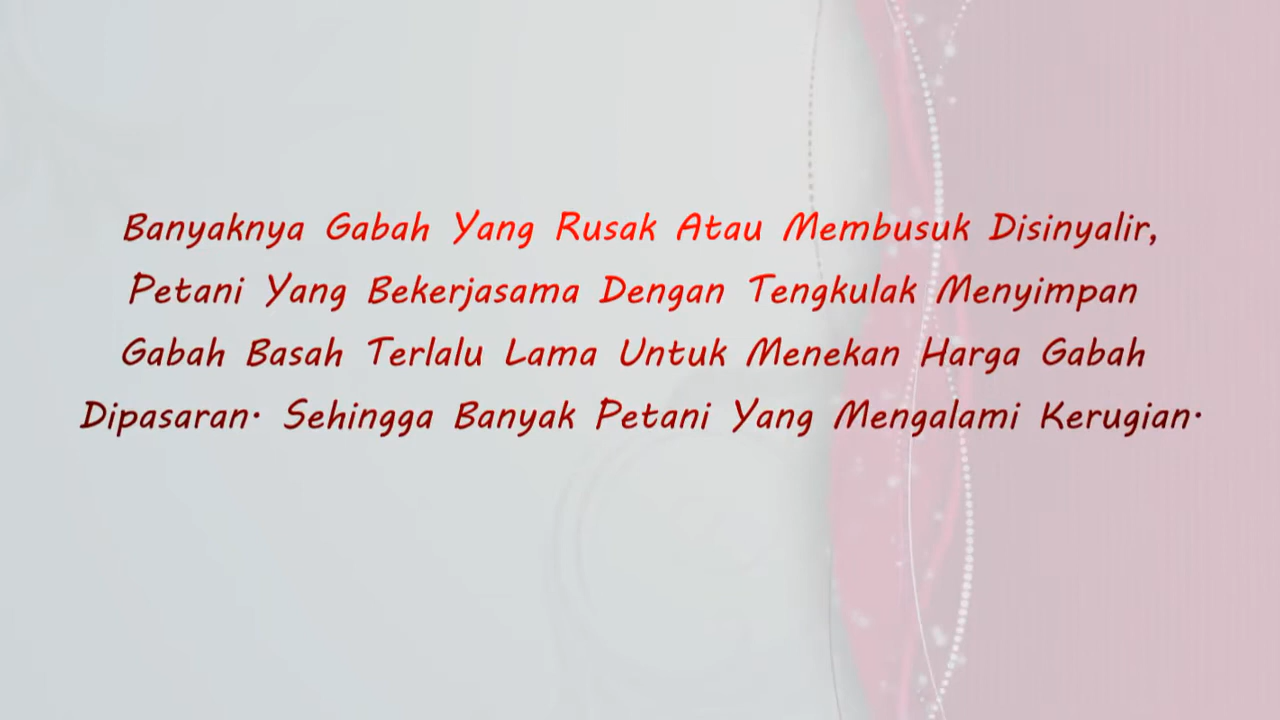 Banyaknya Gabah Yang Rusak Atau Membusuk Disinyalir,
Petani Yang Bekerjasama Dengan Tengkulak Menyimpan
Gabah Basah Terlalu Lama Untuk Menekan Harga Gabah
Dipasaran. Sehingga Banyak Petani Yang Mengalami Kerugian.